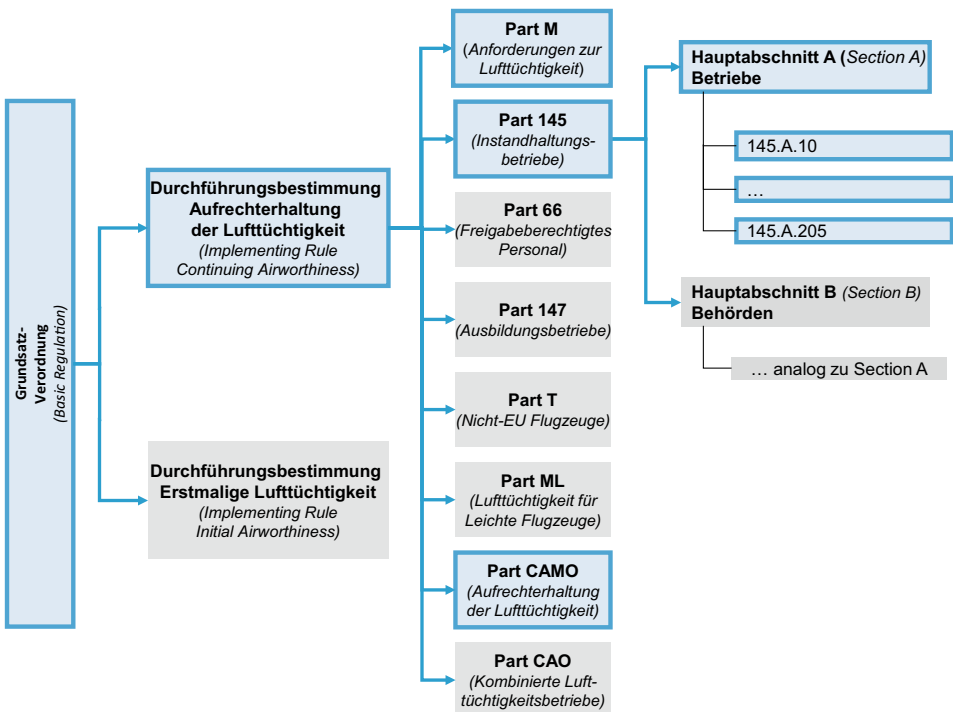 Grundsatz-
Verordnung
(Basic Regulation)
Durchführungsbestimmung
Aufrechterhaltung
der Lufttüchtigkeit
(Implementing Rule
Continuing Airworthiness)
Durchführungsbestimmung
Erstmalige Lufttüchtigkeit
(Implementing Rule
Initial Airworthiness)
Part M
(Anforderungen zur
Lufttüchtigkeit)
Part 145
(Instandhaltungs-
betriebe)
Part 66
(Freigabeberechtigtes
Personal)
Part 147
(Ausbildungsbetriebe)
Part T
(Nicht-EU Flugzeuge)
Part ML
(Lufttüchtigkeit für
Leichte Flugzeuge)
Part CAMO
(Aufrechterhaltung
der Lufttüchtigkeit)
Part CAO
(Kombinierte Luft-
tüchtigkeitsbetriebe)
Hauptabschnitt A (Section A)
Betriebe
145.A.10
...
145.A.205
Hauptabschnitt B (Section B)
Behörden
... analog zu Section A